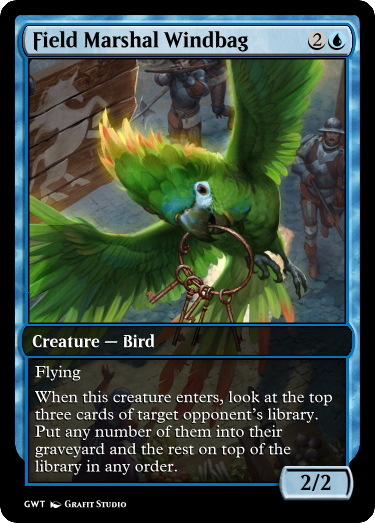 Field Marshal Windbag 2
Creature — Bird
Flying
When this creature enters, look at the top
three cards of target opponent's library.
Put any number of them into their
graveyard and the rest on top of the
library in any order.
2/2
GWT Grafit Studio